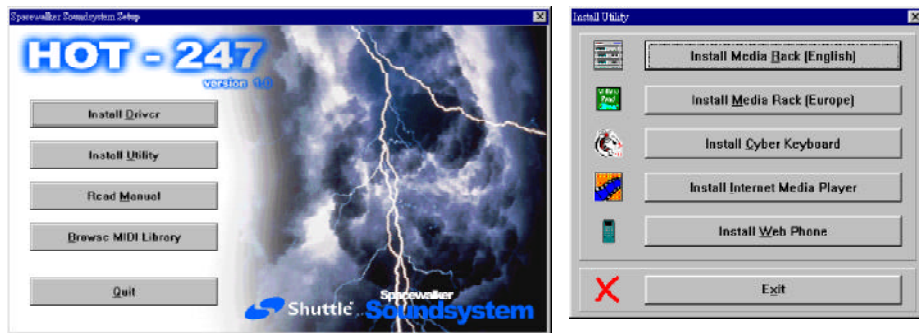 Spacewalker Soundsystem Setup
HOT - 247
version 1.0
Install Driver
Install Utility
Read Manual
Browse MIDI Library
Quit
Shuttle
Spacewalker
Soundsystem
Install Utility
Install Media Rack (English)
Install Media Rack (Europe)
Install Cyber Keyboard
Install Internet Media Player
Install Web Phone
Exit